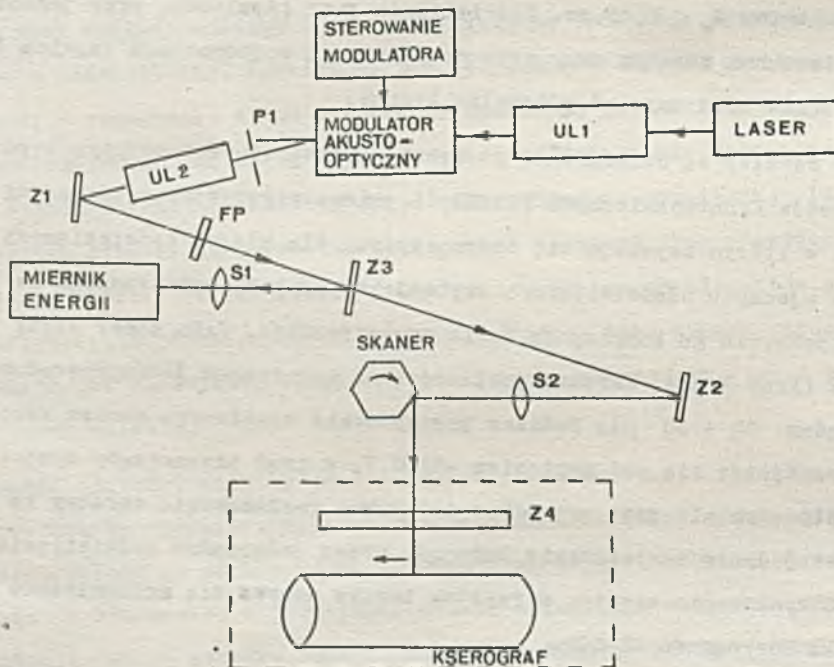 STEROWANIE
MODULATORA
P1
MODULATOR
AKUSTO-
OPTYCZNY
UL1
LASER
UL2
Z1
FP
MIERNIK
ENERGII
S1
Z3
SKANER
S2
Z2
Z4
KSEROGRAF